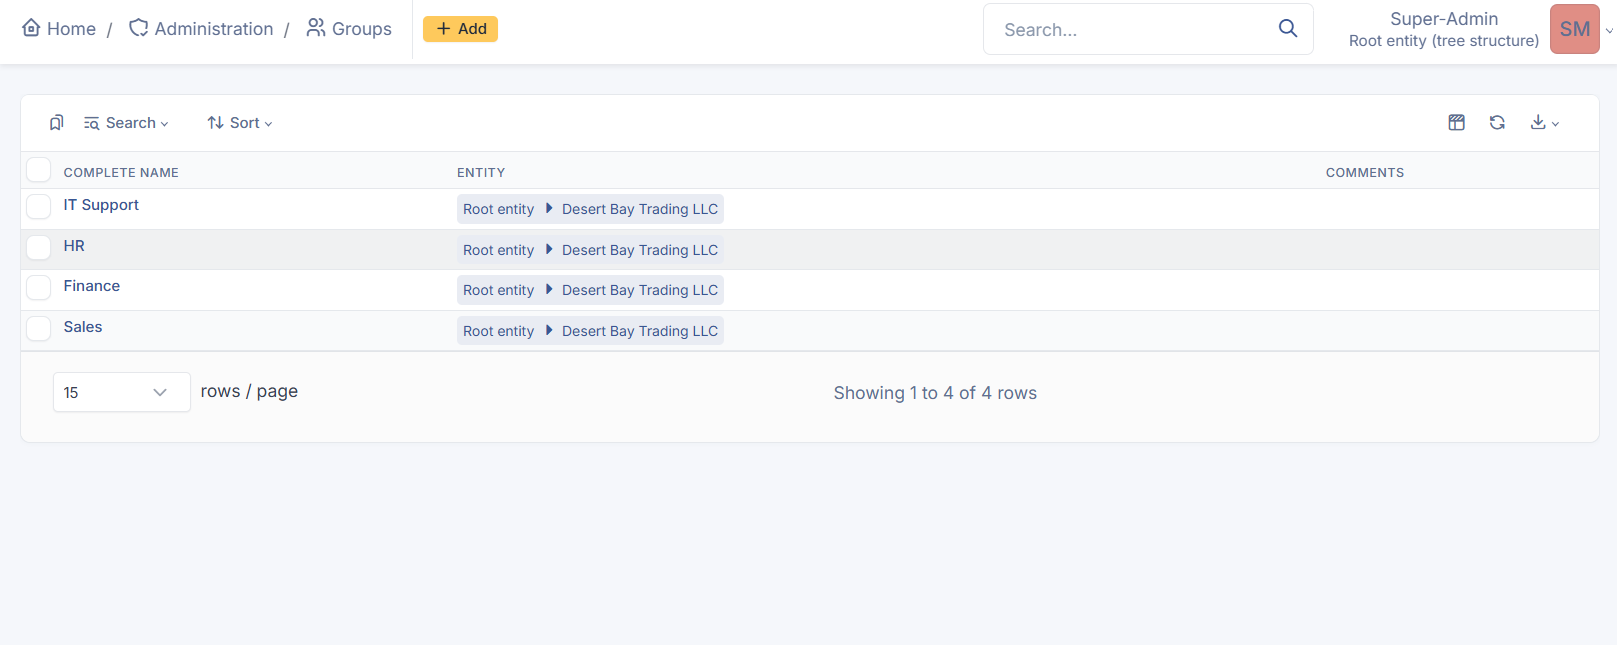 Home / Administration / Groups + Add
Search...
Super-Admin
Root entity (tree structure)
SM
Search Sort
COMPLETE NAME ENTITY COMMENTS
IT Support Root entity Desert Bay Trading LLC
HR Root entity Desert Bay Trading LLC
Finance Root entity Desert Bay Trading LLC
Sales Root entity Desert Bay Trading LLC
15 rows / page Showing 1 to 4 of 4 rows